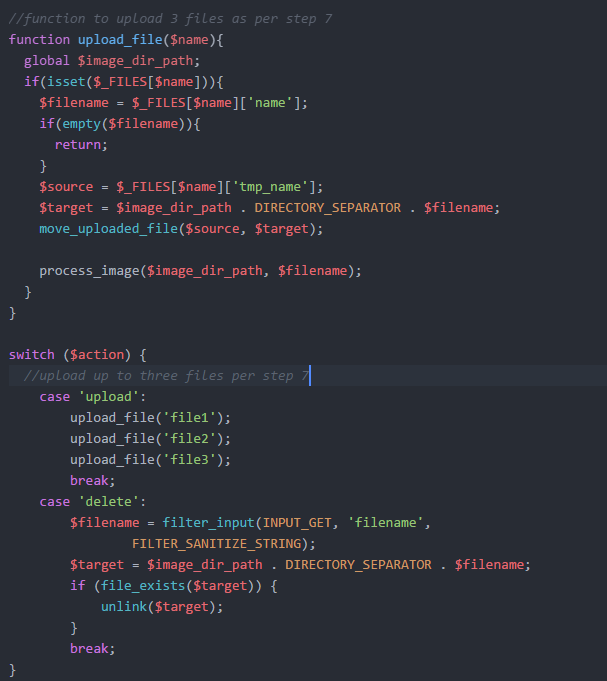 //function to upload 3 files as per step 7
function upload_file($name){
  global $image_dir_path;
  if(isset($_FILES[$name])){
    $filename = $_FILES[$name]['name'];
    if(empty($filename)){
      return;
    }
    $source = $_FILES[$name]['tmp_name'];
    $target = $image_dir_path . DIRECTORY_SEPARATOR . $filename;
    move_uploaded_file($source, $target);

    process_image($image_dir_path, $filename);
  }
}

switch ($action) {
  //upload up to three files per step 7
    case 'upload':
        upload_file('file1');
        upload_file('file2');
        upload_file('file3');
        break;
    case 'delete':
        $filename = filter_input(INPUT_GET, 'filename',
                FILTER_SANITIZE_STRING);
        $target = $image_dir_path . DIRECTORY_SEPARATOR . $filename;
        if (file_exists($target)) {
            unlink($target);
        }
        break;
}